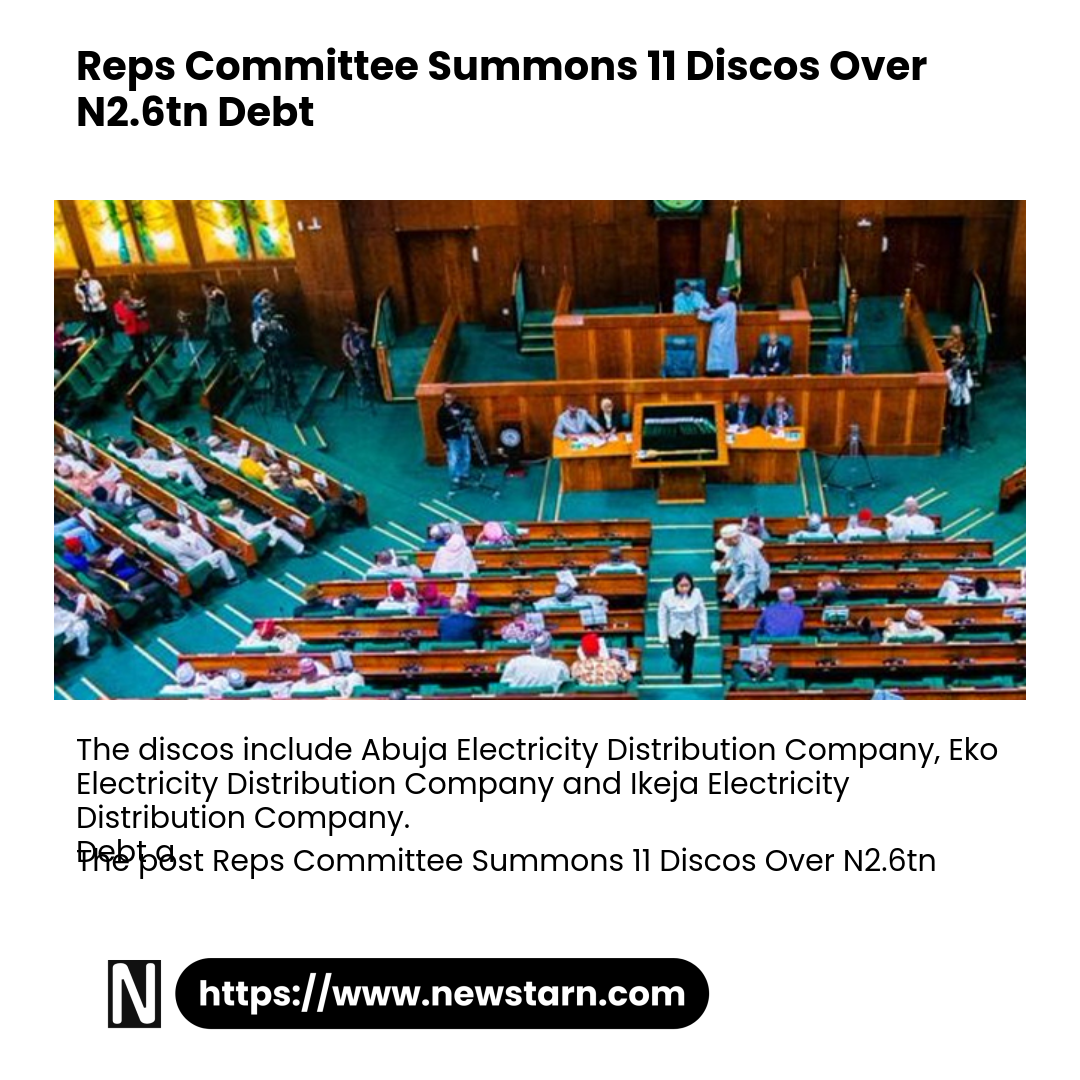 Reps Committee Summons 11 Discos Over
N2.6tn Debt
The discos include Abuja Electricity Distribution Company, Eko
Electricity Distribution Company and Ikeja Electricity
Distribution Company.
Debt a
The post Reps Committee Summons 11 Discos Over N2.6tn
N
https://www.newstarn.com